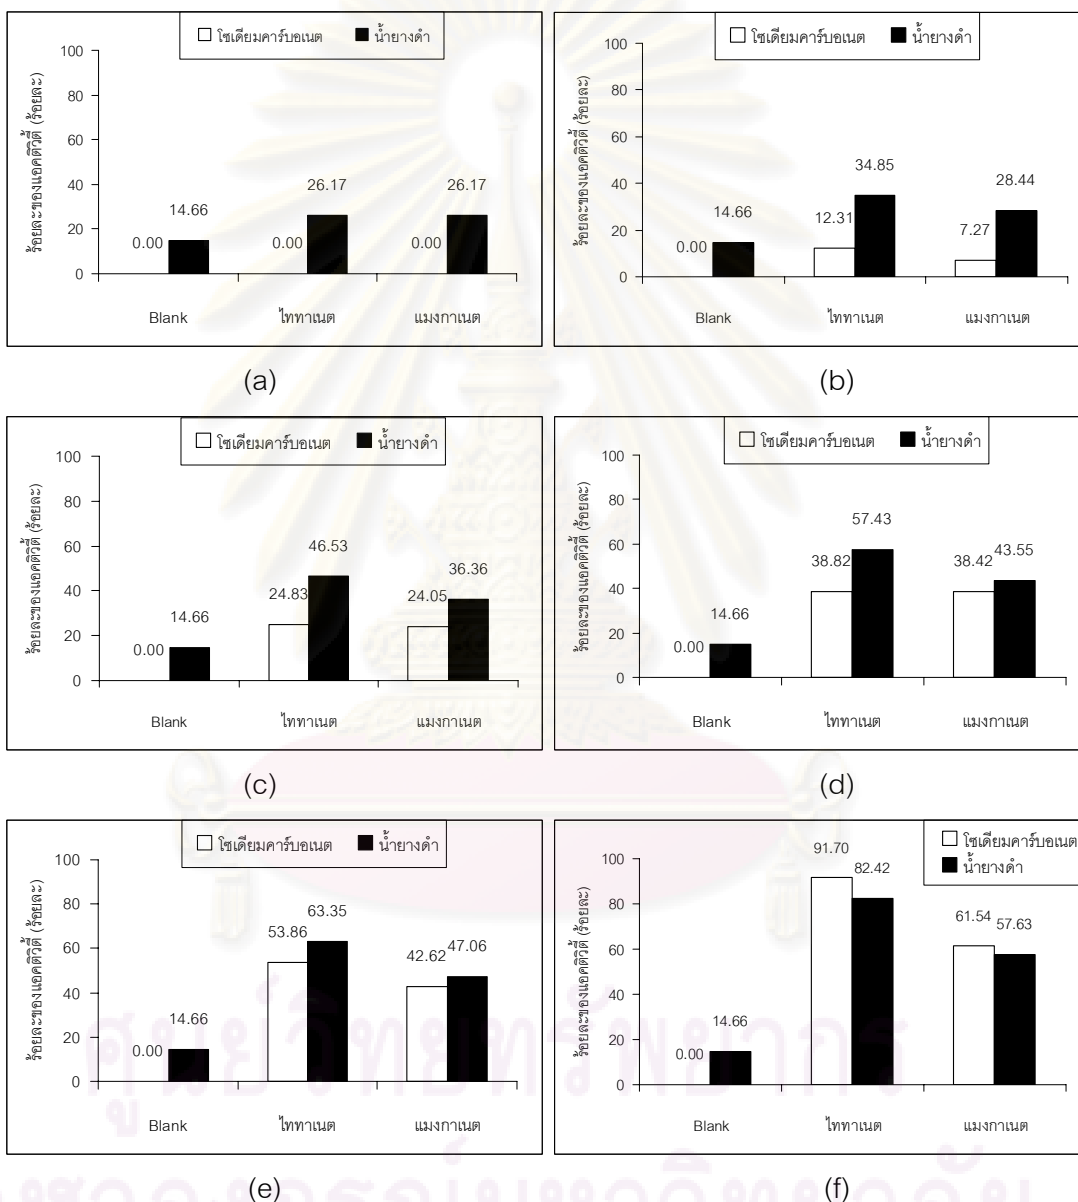 โซเดียมคาร์บอเนต น้ำยางดำ
ร้อยละของแอคติวิตี้ (ร้อยละ)
100
80
60
40
20
0
0.00 14.66 0.00 26.17 0.00 26.17
Blank ไททาเนต แมงกาเนต
(a)
โซเดียมคาร์บอเนต น้ำยางดำ
ร้อยละของแอคติวิตี้ (ร้อยละ)
100
80
60
40
20
0
0.00 14.66 12.31 34.85 7.27 28.44
Blank ไททาเนต แมงกาเนต
(b)
โซเดียมคาร์บอเนต น้ำยางดำ
ร้อยละของแอคติวิตี้ (ร้อยละ)
100
80
60
40
20
0
0.00 14.66 24.83 46.53 24.05 36.36
Blank ไททาเนต แมงกาเนต
(c)
โซเดียมคาร์บอเนต น้ำยางดำ
ร้อยละของแอคติวิตี้ (ร้อยละ)
100
80
60
40
20
0
0.00 14.66 38.82 57.43 38.42 43.55
Blank ไททาเนต แมงกาเนต
(d)
โซเดียมคาร์บอเนต น้ำยางดำ
ร้อยละของแอคติวิตี้ (ร้อยละ)
100
80
60
40
20
0
0.00 14.66 53.86 63.35 42.62 47.06
Blank ไททาเนต แมงกาเนต
(e)
โซเดียมคาร์บอเนต
น้ำยางดำ
ร้อยละของแอคติวิตี้ (ร้อยละ)
100
80
60
40
20
0
0.00 14.66 91.70 82.42 61.54 57.63
Blank ไททาเนต แมงกาเนต
(f)
ศูนย์วิทยทรัพยากร